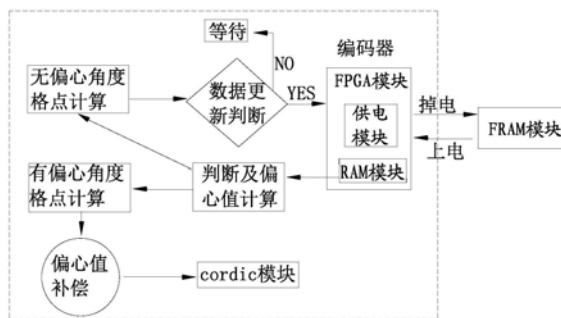 等待
编码器
NO
无偏心角度
格点计算
数据更
新判断
YES
FPGA模块
供电
模块
掉电
上电
FRAM模块
RAM模块
有偏心角度
格点计算
判断及偏
心值计算
偏心值
补偿
cordic模块